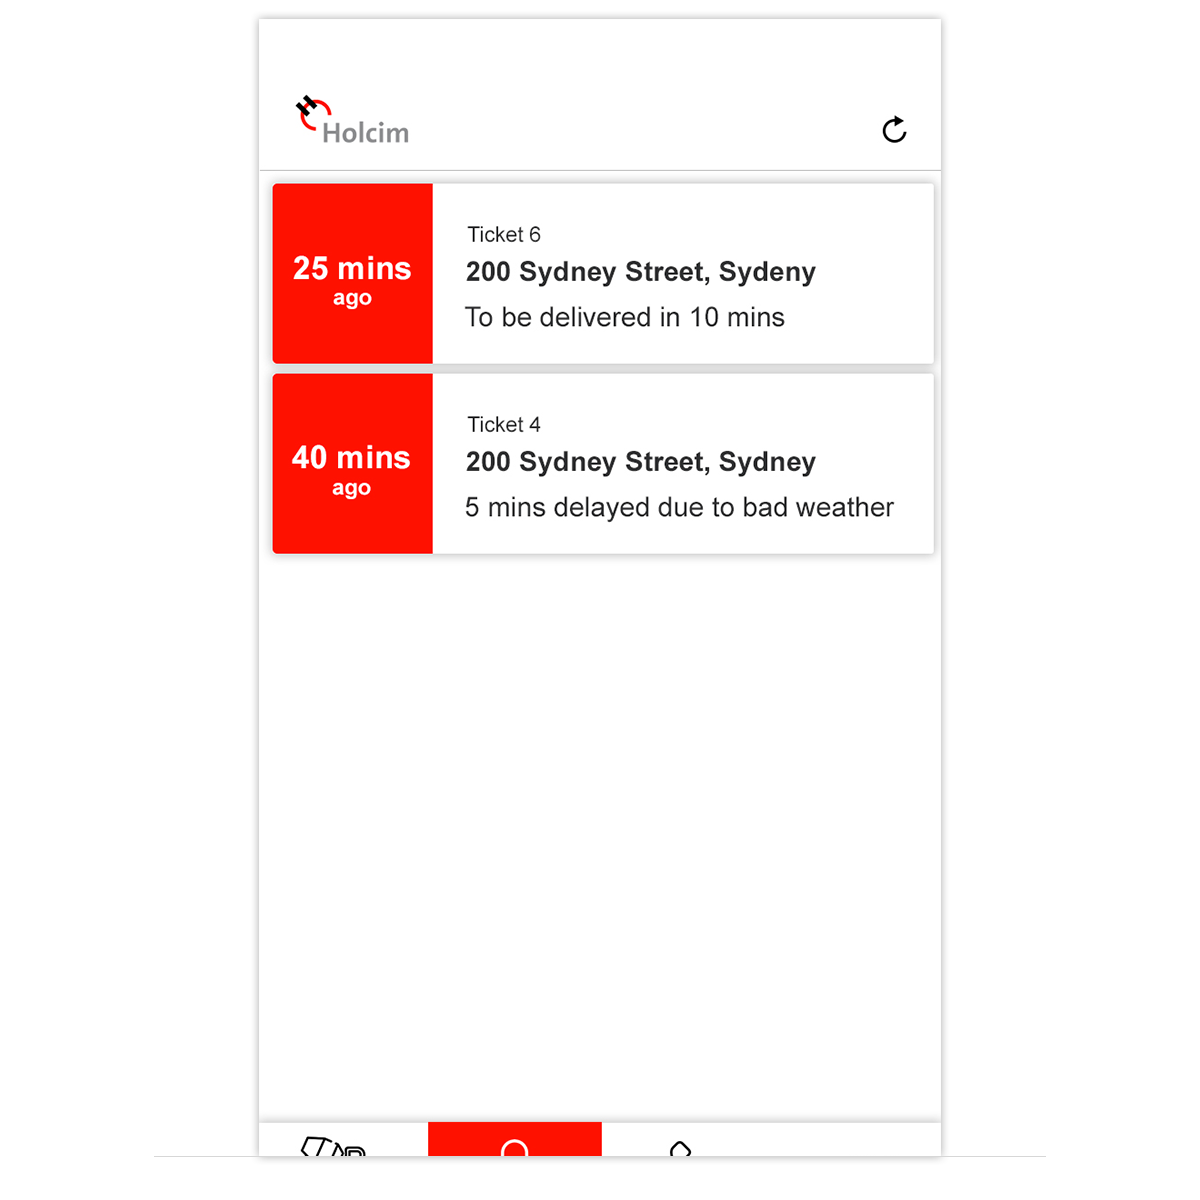 Holcim
25 mins
ago
Ticket 6
200 Sydney Street, Sydeny
To be delivered in 10 mins
40 mins
ago
Ticket 4
200 Sydney Street, Sydney
5 mins delayed due to bad weather